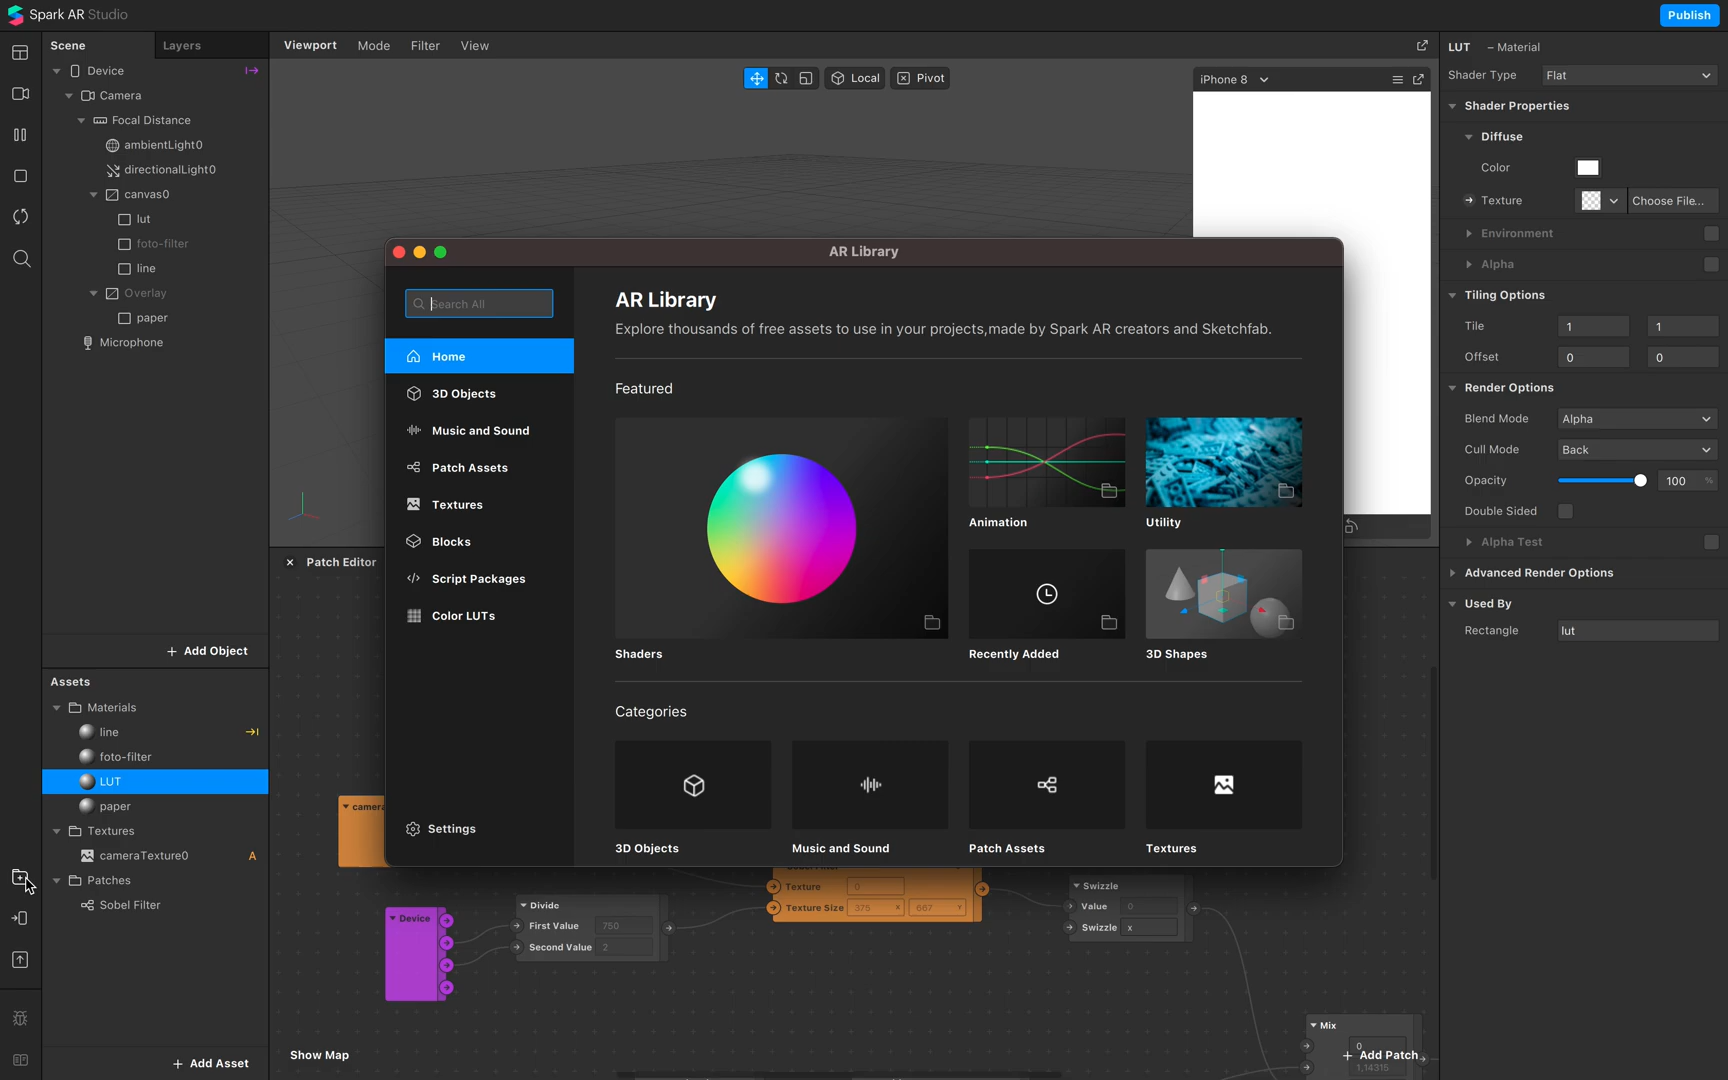 Spark AR Studio
Publish
Scene
Layers
Device
Camera
Focal Distance
ambientLight0
directionalLight0
canvas0
lut
foto-filter
line
Overlay
paper
Microphone
+ Add Object
Assets
Materials
line
foto-filter
LUT
paper
Textures
cameraTexture0
A
Patches
Sobel Filter
+ Add Asset
Viewport
Mode
Filter
View
Local
Pivot
iPhone 8
AR Library
Search All
Home
3D Objects
Music and Sound
Patch Assets
Textures
Blocks
Script Packages
Color LUTs
Settings
AR Library
Explore thousands of free assets to use in your projects,made by Spark AR creators and Sketchfab.
Featured
Shaders
Animation
Utility
Recently Added
3D Shapes
Categories
3D Objects
Music and Sound
Patch Assets
Textures
Patch Editor
camera
Device
Divide
First Value 750
Second Value 2
Texture 0
Texture Size 375 X 667 Y
Swizzle
Value 0
Swizzle x
Mix
0
1,14315
+ Add Patch
Show Map
LUT – Material
Shader Type Flat
Shader Properties
Diffuse
Color
Texture Choose File...
Environment
Alpha
Tiling Options
Tile 1 1
Offset 0 0
Render Options
Blend Mode Alpha
Cull Mode Back
Opacity 100 %
Double Sided
Alpha Test
Advanced Render Options
Used By
Rectangle lut